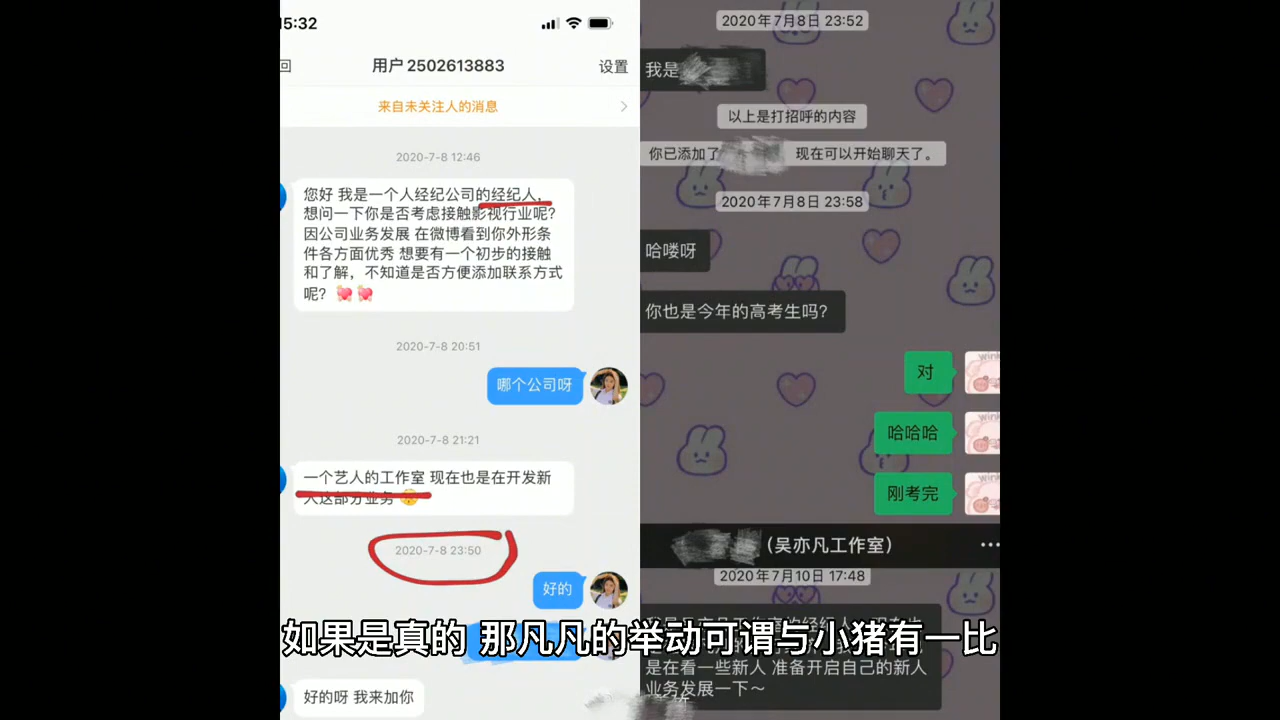 15:32
用户2502613883
设置
来自未关注人的消息
2020-7-8 12:46
您好 我是一个人经纪公司的经纪人，
想问一下你是否考虑接触影视行业呢？
因公司业务发展 在微博看到你外形条
件各方面优秀 想要有一个初步的接触
和了解，不知道是否方便添加联系方式
呢？
2020-7-8 20:51
哪个公司呀
2020-7-8 21:21
一个艺人的工作室 现在也是在开发新
人这部分业务
2020-7-8 23:50
好的
好的呀 我来加你
2020年7月8日 23:52
我是
以上是打招呼的内容
你已添加了 现在可以开始聊天了。
2020年7月8日 23:58
哈喽呀
你也是今年的高考生吗？
对
哈哈哈
刚考完
（吴亦凡工作室）
2020年7月10日 17:48
是在看一些新人 准备开启自己的新人
业务发展一下～
如果是真的 那凡凡的举动可谓与小猪有一比